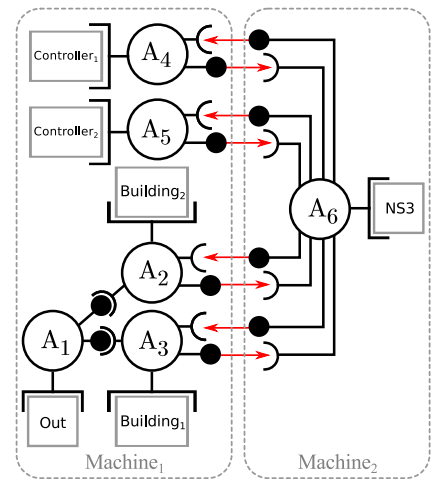 Controller₁
A₄
Controller₂
A₅
Building₂
A₆
NS3
A₂
A₁
A₃
Out
Building₁
Machine₁
Machine₂